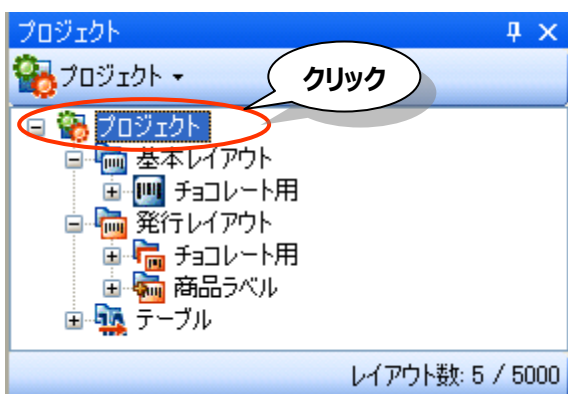 プロジェクト
プロジェクト
クリック
プロジェクト
基本レイアウト
チョコレート用
発行レイアウト
チョコレート用
商品ラベル
テーブル
レイアウト数: 5 / 5000